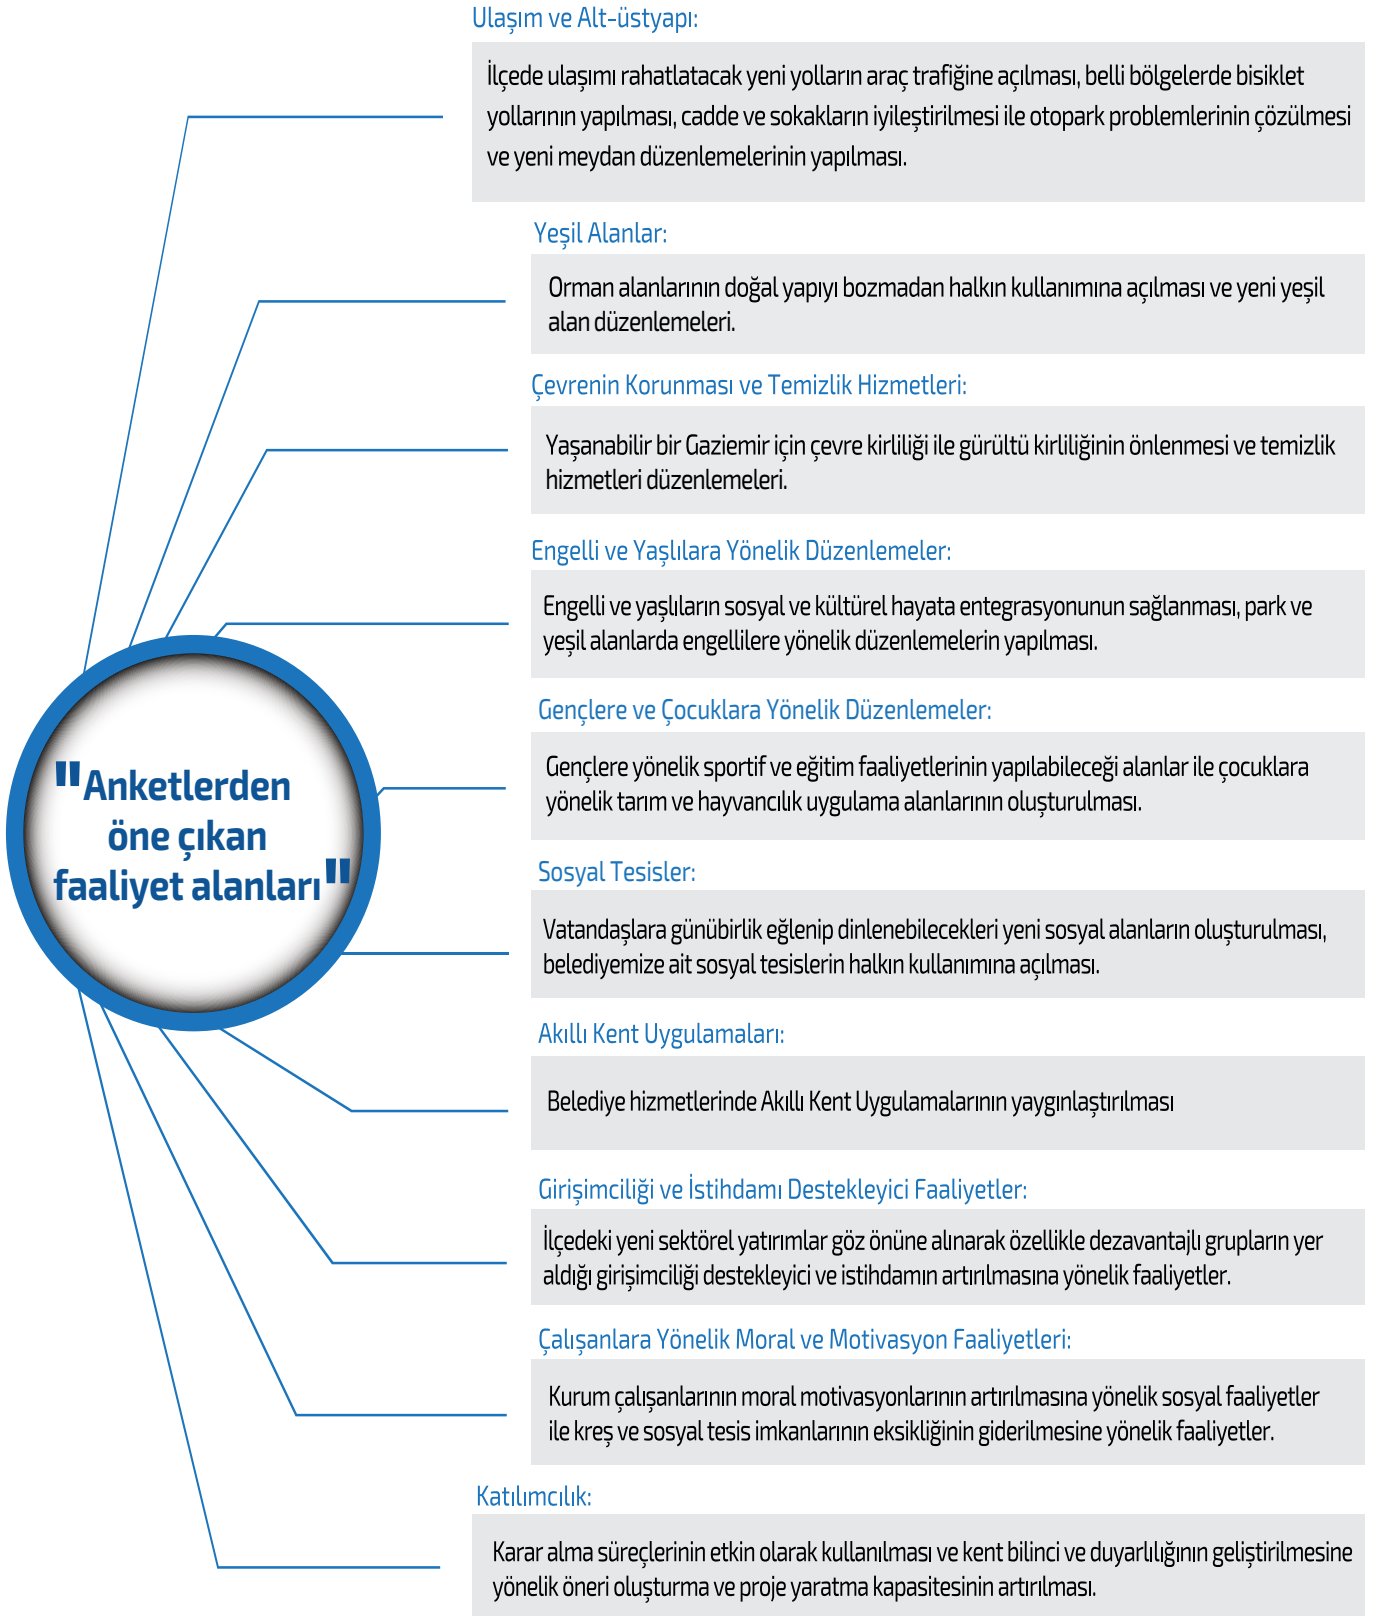 Ulaşım ve Alt-üstyapı:
İlçede ulaşımı rahatlatacak yeni yolların araç trafiğine açılması, belli bölgelerde bisiklet
yollarının yapılması, cadde ve sokakların iyileştirilmesi ile otopark problemlerinin çözülmesi
ve yeni meydan düzenlemelerinin yapılması.
Yeşil Alanlar:
Orman alanlarının doğal yapıyı bozmadan halkın kullanımına açılması ve yeni yeşil
alan düzenlemeleri.
Çevrenin Korunması ve Temizlik Hizmetleri:
Yaşanabilir bir Gaziemir için çevre kirliliği ile gürültü kirliliğinin önlenmesi ve temizlik
hizmetleri düzenlemeleri.
Engelli ve Yaşlılara Yönelik Düzenlemeler:
Engelli ve yaşlıların sosyal ve kültürel hayata entegrasyonunun sağlanması, park ve
yeşil alanlarda engellilere yönelik düzenlemelerin yapılması.
Gençlere ve Çocuklara Yönelik Düzenlemeler:
Gençlere yönelik sportif ve eğitim faaliyetlerinin yapılabileceği alanlar ile çocuklara
yönelik tarım ve hayvancılık uygulama alanlarının oluşturulması.
"Anketlerden
öne çıkan
faaliyet alanları"
Sosyal Tesisler:
Vatandaşlara günübirlik eğlenip dinlenebilecekleri yeni sosyal alanların oluşturulması,
belediyemize ait sosyal tesislerin halkın kullanımına açılması.
Akıllı Kent Uygulamaları:
Belediye hizmetlerinde Akıllı Kent Uygulamalarının yaygınlaştırılması
Girişimciliği ve İstihdamı Destekleyici Faaliyetler:
İlçedeki yeni sektörel yatırımlar göz önüne alınarak özellikle dezavantajlı grupların yer
aldığı girişimciliği destekleyici ve istihdamın artırılmasına yönelik faaliyetler.
Çalışanlara Yönelik Moral ve Motivasyon Faaliyetleri:
Kurum çalışanlarının moral motivasyonlarının artırılmasına yönelik sosyal faaliyetler
ile kreş ve sosyal tesis imkanlarının eksikliğinin giderilmesine yönelik faaliyetler.
Katılımcılık:
Karar alma süreçlerinin etkin olarak kullanılması ve kent bilinci ve duyarlılığının geliştirilmesine
yönelik öneri oluşturma ve proje yaratma kapasitesinin artırılması.